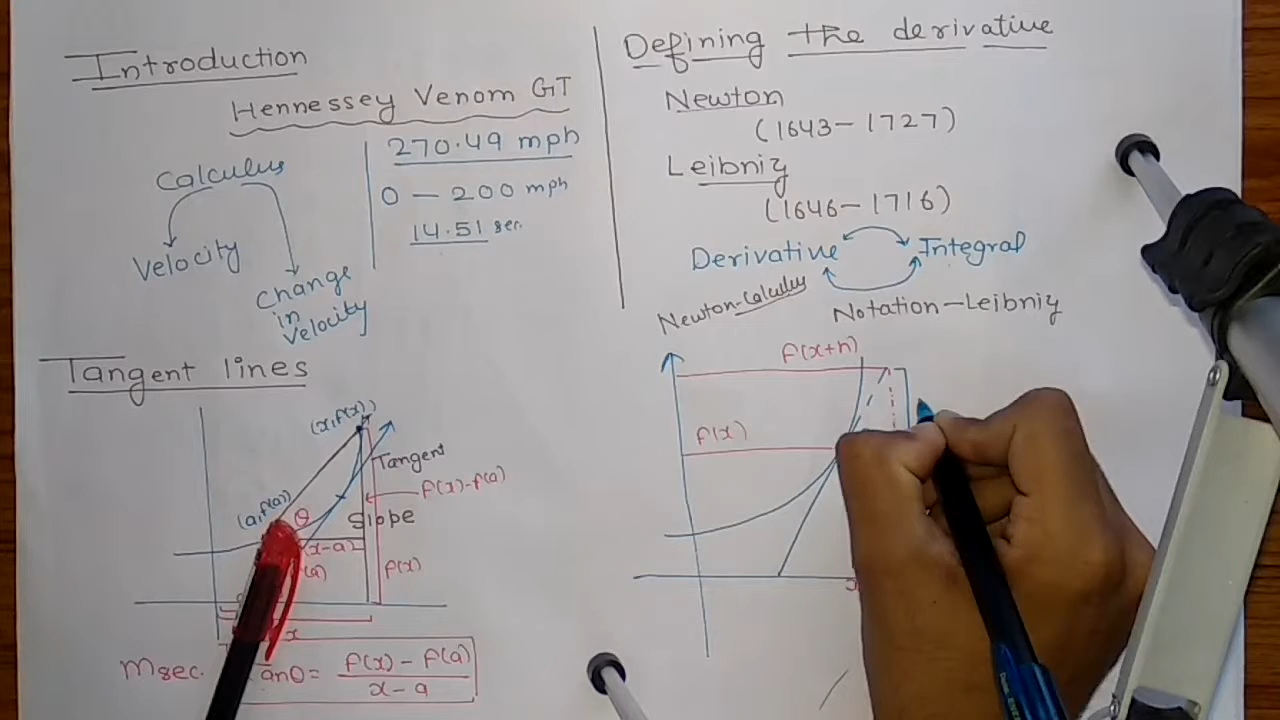 Introduction
Hennessey Venom GT
Calculus
Velocity
Change
in
Velocity
270.49 mph
0 — 200 mph
14.51 sec.
Tangent lines
(x,f(x))
Tangent
f(x)-f(a)
(a,f(a))
θ
Slope
(x-a)
f(x)
x
Msec.
anθ= f(x) - f(a)
x - a
Defining the derivative
Newton
(1643-1727)
Leibniz
(1646-1716)
Derivative
Integral
Newton-Calculus
Notation-Leibniz
f(x+h)
f(x)